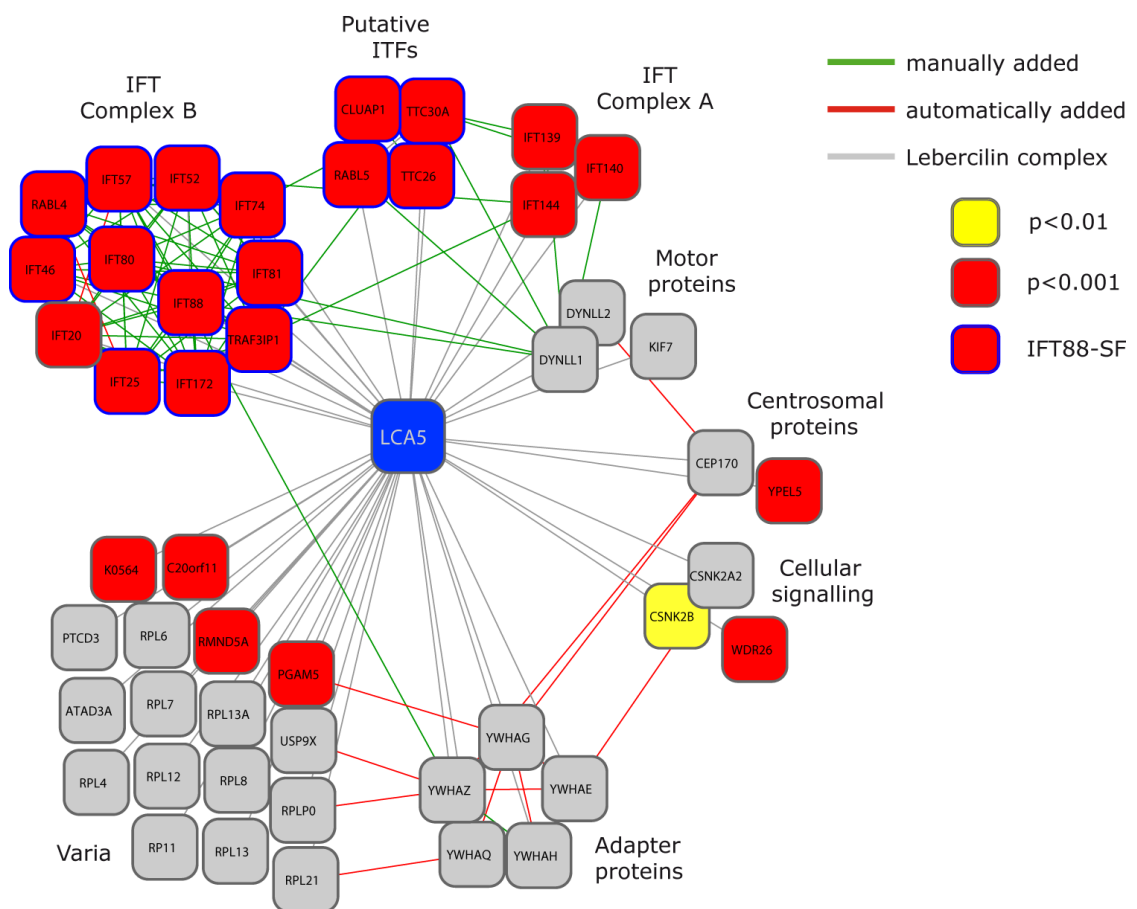 Putative
ITFs
IFT
Complex B
IFT
Complex A
manually added
automatically added
Lebercilin complex
p<0.01
p<0.001
IFT88-SF
CLUAP1
TTC30A
RABL5
TTC26
IFT139
IFT140
IFT144
IFT57
IFT52
RABL4
IFT74
IFT46
IFT80
IFT81
IFT88
IFT20
TRAF3IP1
IFT25
IFT172
Motor
proteins
DYNLL2
DYNLL1
KIF7
LCA5
Centrosomal
proteins
CEP170
YPEL5
Cellular
signalling
CSNK2A2
CSNK2B
WDR26
K0564
C20orf11
PTCD3
RPL6
RMND5A
PGAM5
ATAD3A
RPL7
RPL13A
USP9X
RPL4
RPL12
RPL8
RPLP0
RP11
RPL13
RPL21
Varia
YWHAG
YWHAZ
YWHAE
YWHAQ
YWHAH
Adapter
proteins